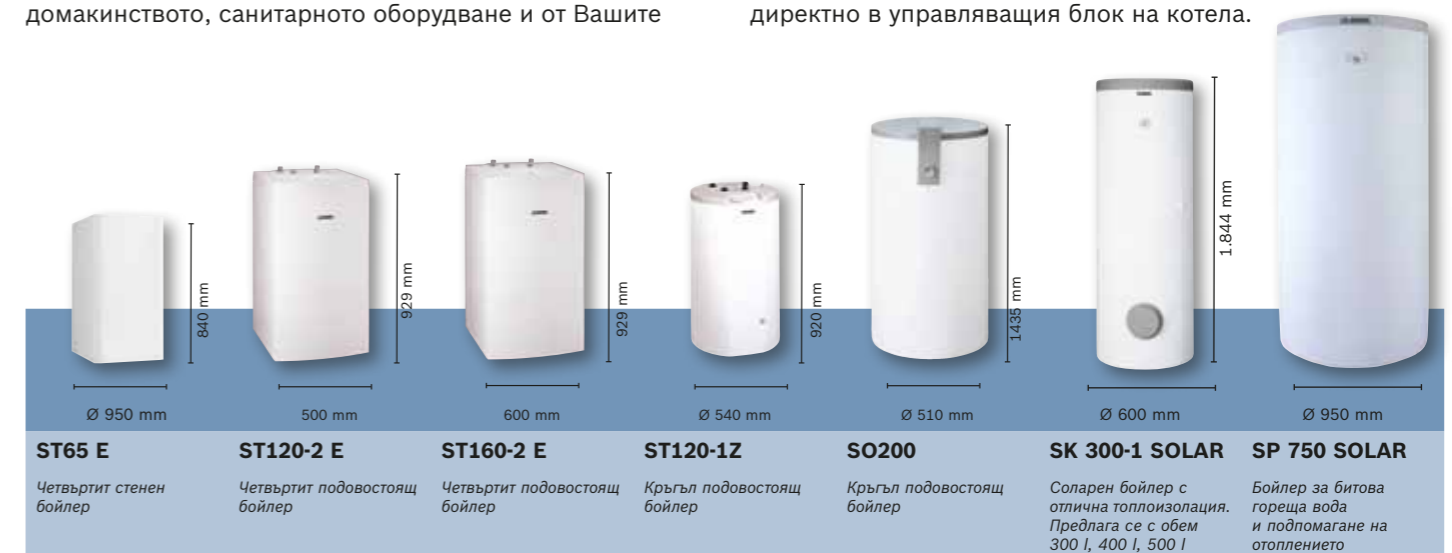 домакинството, санитарното оборудване и от Вашите
директно в управляващия блок на котела.
840 mm
929 mm
929 mm
920 mm
1435 mm
1.844 mm
Ø 950 mm
500 mm
600 mm
Ø 540 mm
Ø 510 mm
Ø 600 mm
Ø 950 mm
ST65 E
Четвъртит стенен
бойлер
ST120-2 E
Четвъртит подовостоящ
бойлер
ST160-2 E
Четвъртит подовостоящ
бойлер
ST120-1Z
Кръгъл подовостоящ
бойлер
SO200
Кръгъл подовостоящ
бойлер
SK 300-1 SOLAR
Соларен бойлер с
отлична топлоизолация.
Предлага се с обем
300 l, 400 l, 500 l
SP 750 SOLAR
Бойлер за битова
гореща вода
и подпомагане на
отоплението